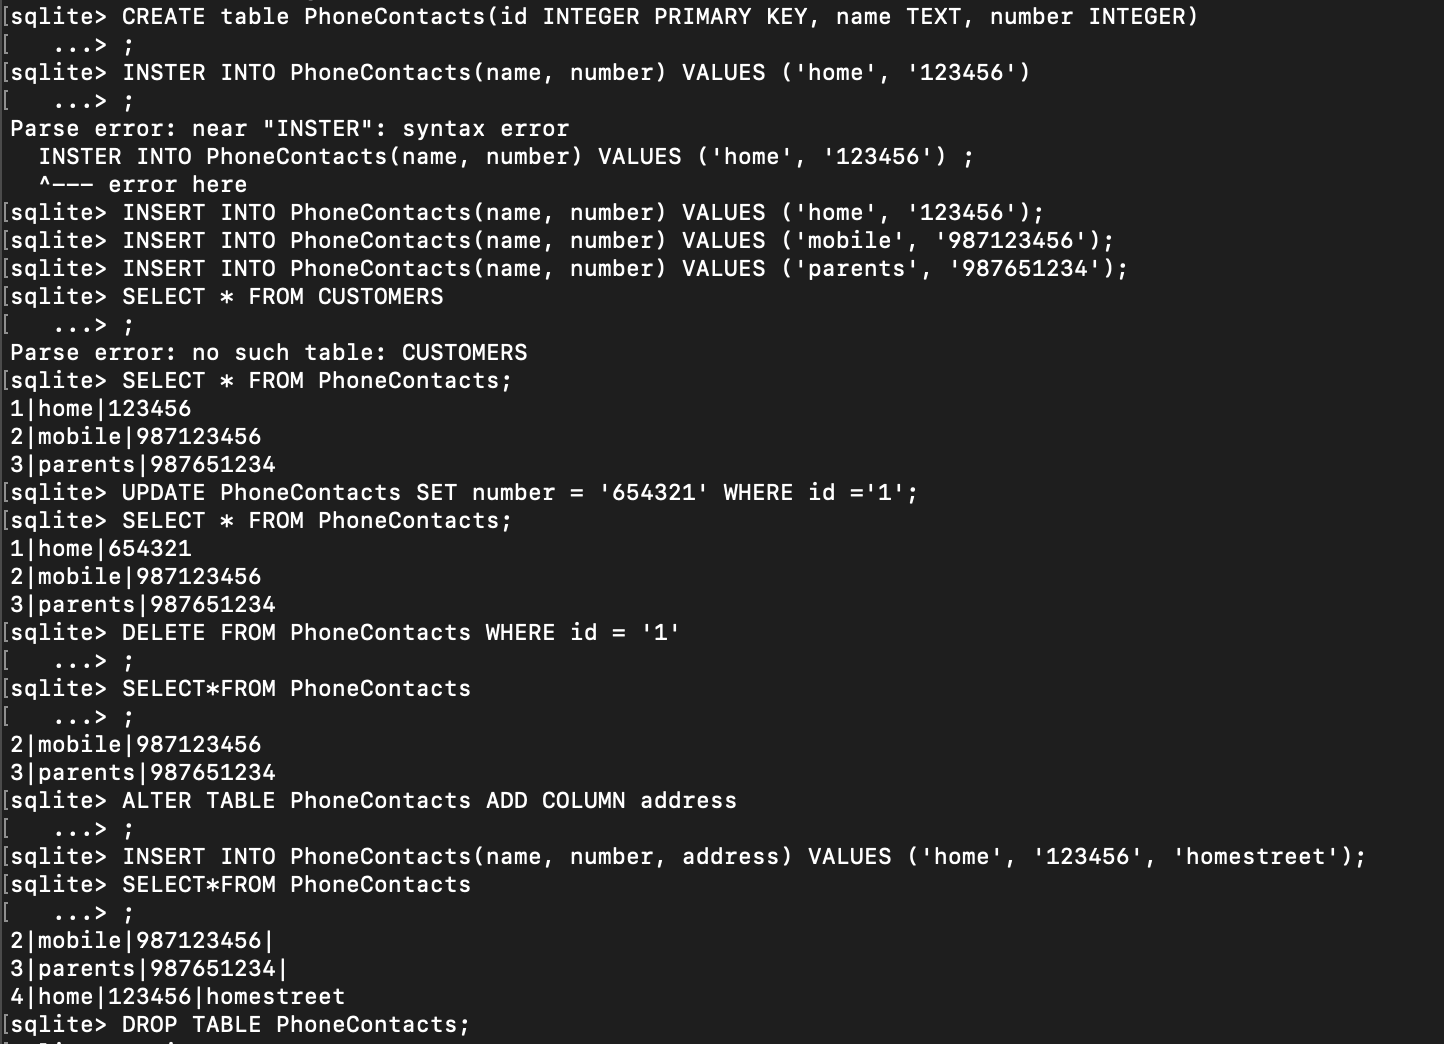 [sqlite> CREATE table PhoneContacts(id INTEGER PRIMARY KEY, name TEXT, number INTEGER)
[   ...> ;
[sqlite> INSTER INTO PhoneContacts(name, number) VALUES ('home', '123456')
[   ...> ;
Parse error: near "INSTER": syntax error
  INSTER INTO PhoneContacts(name, number) VALUES ('home', '123456') ;
  ^--- error here
[sqlite> INSERT INTO PhoneContacts(name, number) VALUES ('home', '123456');
[sqlite> INSERT INTO PhoneContacts(name, number) VALUES ('mobile', '987123456');
[sqlite> INSERT INTO PhoneContacts(name, number) VALUES ('parents', '987651234');
[sqlite> SELECT * FROM CUSTOMERS
[   ...> ;
Parse error: no such table: CUSTOMERS
[sqlite> SELECT * FROM PhoneContacts;
1|home|123456
2|mobile|987123456
3|parents|987651234
[sqlite> UPDATE PhoneContacts SET number = '654321' WHERE id ='1';
[sqlite> SELECT * FROM PhoneContacts;
1|home|654321
2|mobile|987123456
3|parents|987651234
[sqlite> DELETE FROM PhoneContacts WHERE id = '1'
[   ...> ;
[sqlite> SELECT*FROM PhoneContacts
[   ...> ;
2|mobile|987123456
3|parents|987651234
[sqlite> ALTER TABLE PhoneContacts ADD COLUMN address
[   ...> ;
[sqlite> INSERT INTO PhoneContacts(name, number, address) VALUES ('home', '123456', 'homestreet');
[sqlite> SELECT*FROM PhoneContacts
[   ...> ;
2|mobile|987123456|
3|parents|987651234|
4|home|123456|homestreet
[sqlite> DROP TABLE PhoneContacts;